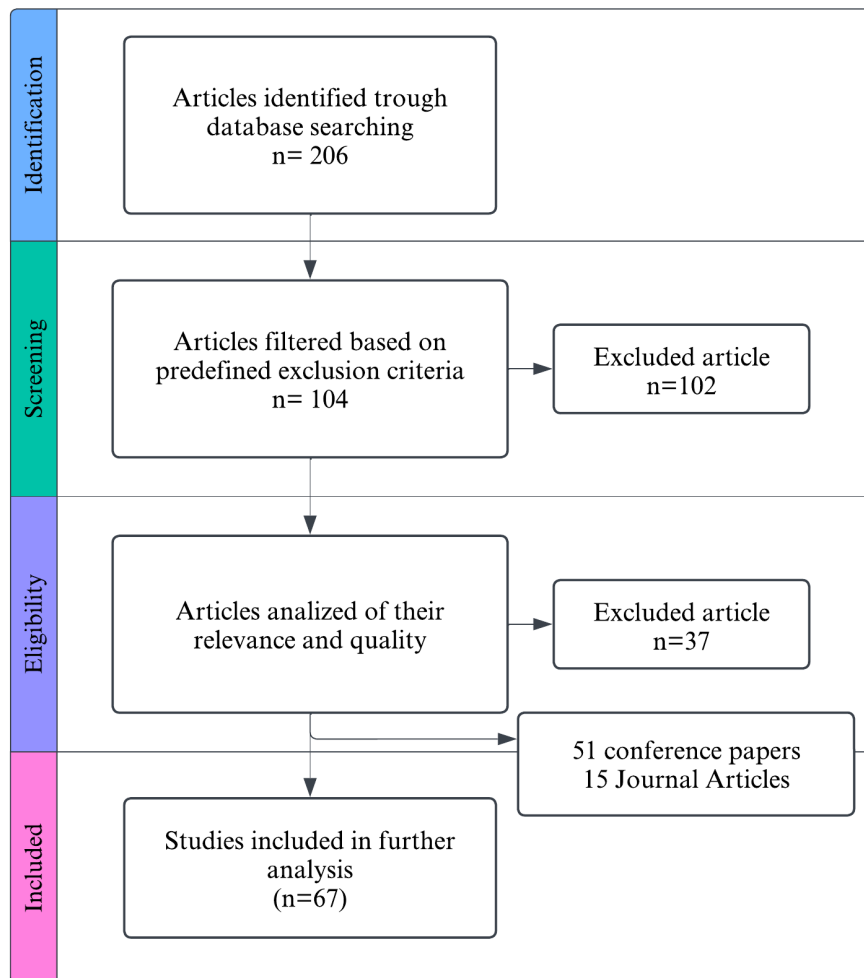 Identification
Articles identified trough
database searching
n= 206
Screening
Articles filtered based on
predefined exclusion criteria
n= 104
Excluded article
n=102
Eligibility
Articles analized of their
relevance and quality
Excluded article
n=37
51 conference papers
15 Journal Articles
Included
Studies included in further
analysis
(n=67)